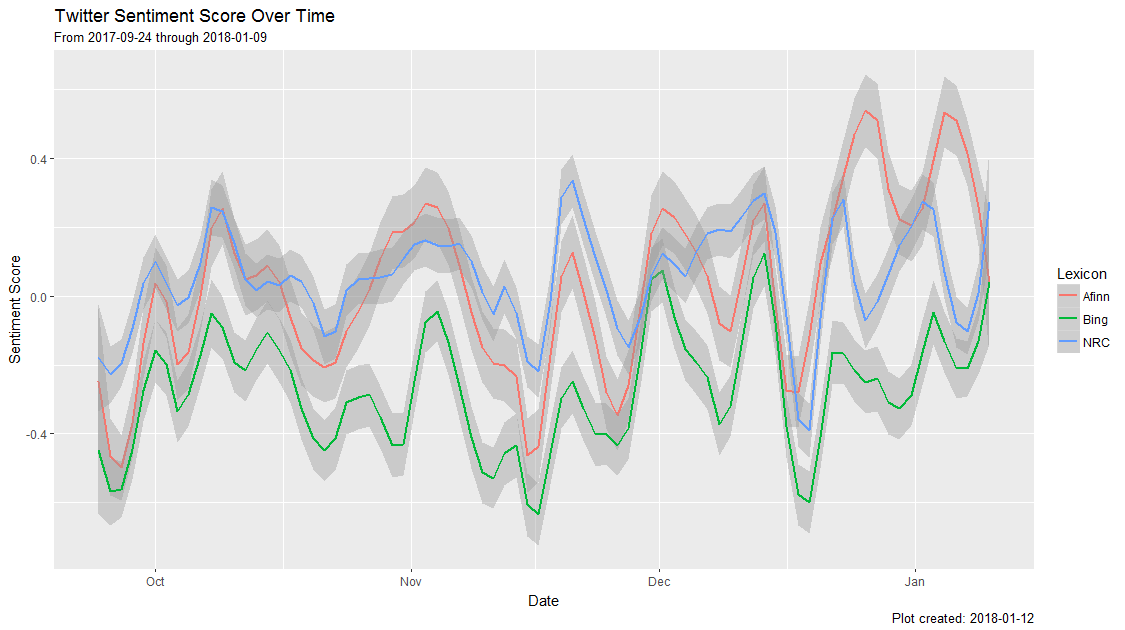 Twitter Sentiment Score Over Time
From 2017-09-24 through 2018-01-09
Sentiment Score
0.4
0.0
-0.4
Oct
Nov
Dec
Jan
Date
Lexicon
Afinn
Bing
NRC
Plot created: 2018-01-12